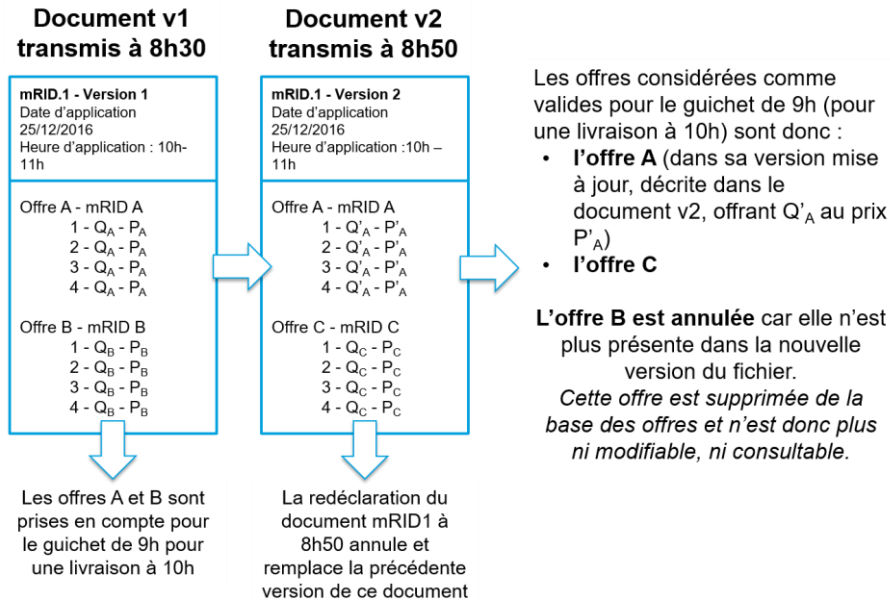 Document v1
transmis à 8h30
mRID.1 - Version 1
Date d'application
25/12/2016
Heure d'application : 10h-
11h
Offre A - mRID A
1 - QA - PA
2 - QA - PA
3 - QA - PA
4 - QA - PA
Offre B - mRID B
1 - QB - PB
2 - QB - PB
3 - QB - PB
4 - QB - PB
Les offres A et B sont
prises en compte pour
le guichet de 9h pour
une livraison à 10h
Document v2
transmis à 8h50
mRID.1 - Version 2
Date d'application
25/12/2016
Heure d'application :10h –
11h
Offre A - mRID A
1 - Q'A - P'A
2 - Q'A - P'A
3 - Q'A - P'A
4 - Q'A - P'A
Offre C - mRID C
1 - QC - PC
2 - QC - PC
3 - QC - PC
4 - QC - PC
La redéclaration du
document mRID1 à
8h50 annule et
remplace la précédente
version de ce document
Les offres considérées comme
valides pour le guichet de 9h (pour
une livraison à 10h) sont donc :
• l'offre A (dans sa version mise
à jour, décrite dans le
document v2, offrant Q'A au prix
P'A)
• l'offre C
L'offre B est annulée car elle n'est
plus présente dans la nouvelle
version du fichier.
Cette offre est supprimée de la
base des offres et n'est donc plus
ni modifiable, ni consultable.